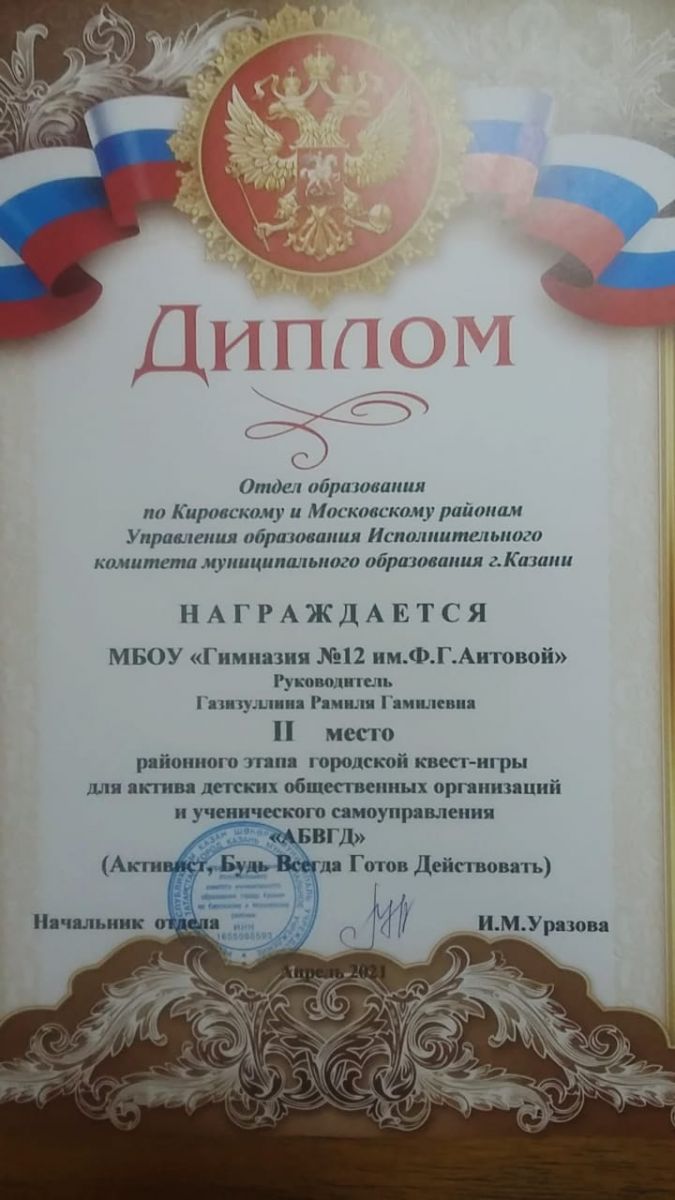 Диплом
Отдел образования
по Кировскому и Московскому районам
Управления образования Исполнительного
комитета муниципального образования г.Казани
НАГРАЖДАЕТСЯ
МБОУ «Гимназия №12 им.Ф.Г.Аитовой»
Руководитель
Газизуллина Рамиля Гамилевна
II место
районного этапа городской квест-игры
для актива детских общественных организаций
и ученического самоуправления
«АБВГД»
(Активист, Будь Всегда Готов Действовать)
Начальник отдела И.М.Уразова
Апрель 2021